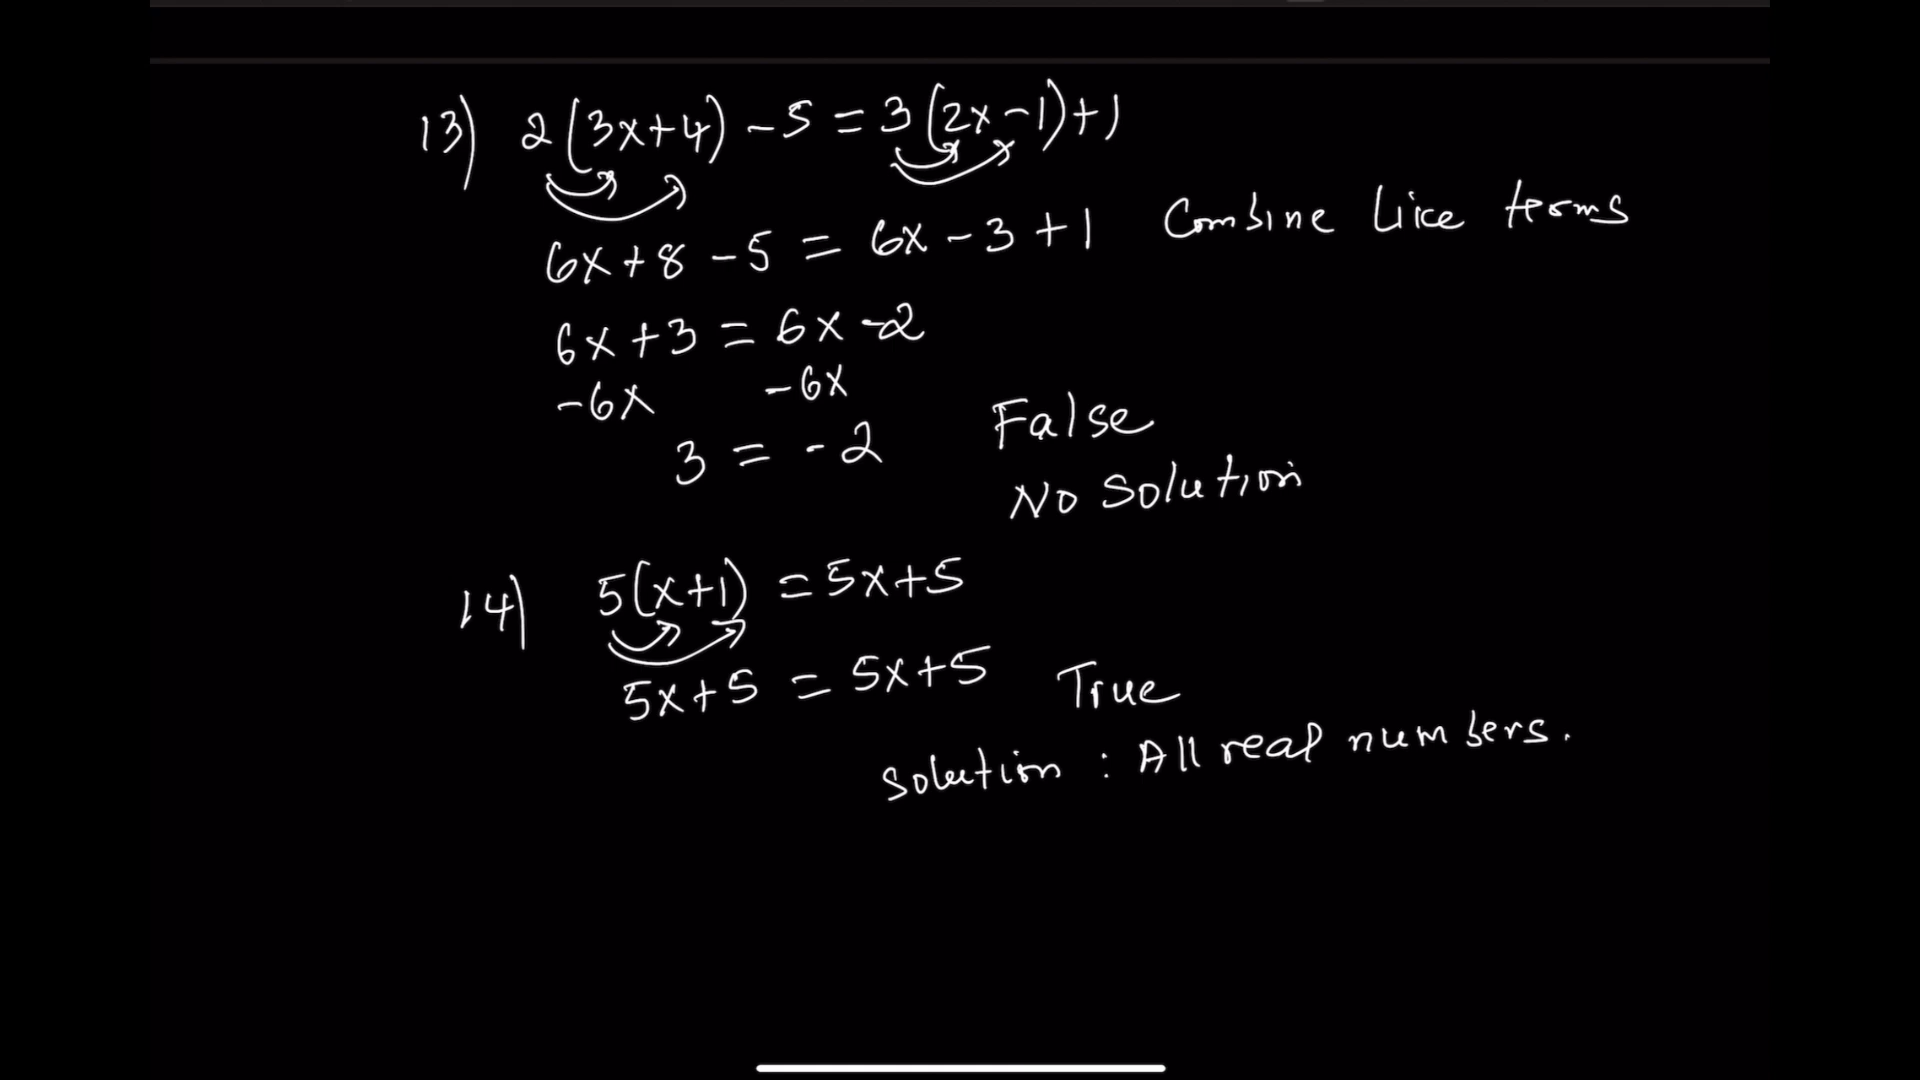 13) 2(3x+4) -5 = 3(2x-1)+1
6x+8-5 = 6x-3+1 Combine like terms
6x+3 = 6x-2
-6x -6x
3 = -2 False
No Solution
14) 5(x+1) = 5x+5
5x+5 = 5x+5 True
Solution : All real numbers.